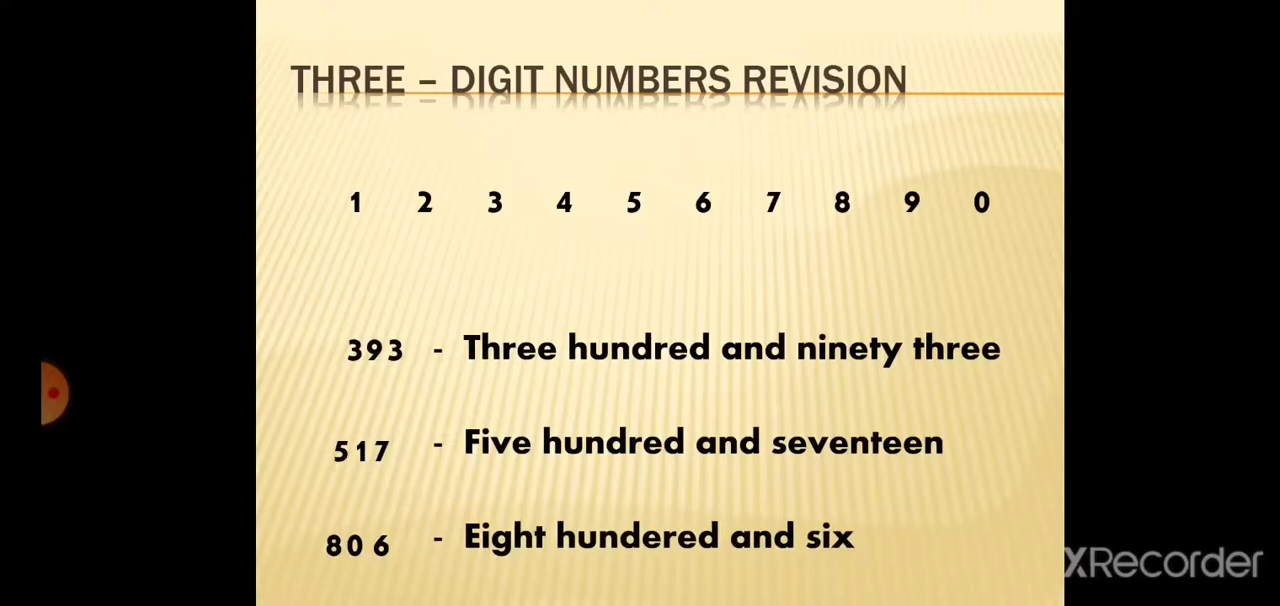 THREE – DIGIT NUMBERS REVISION
1 2 3 4 5 6 7 8 9 0
393 - Three hundred and ninety three
517 - Five hundred and seventeen
806 - Eight hundered and six
XRecorder